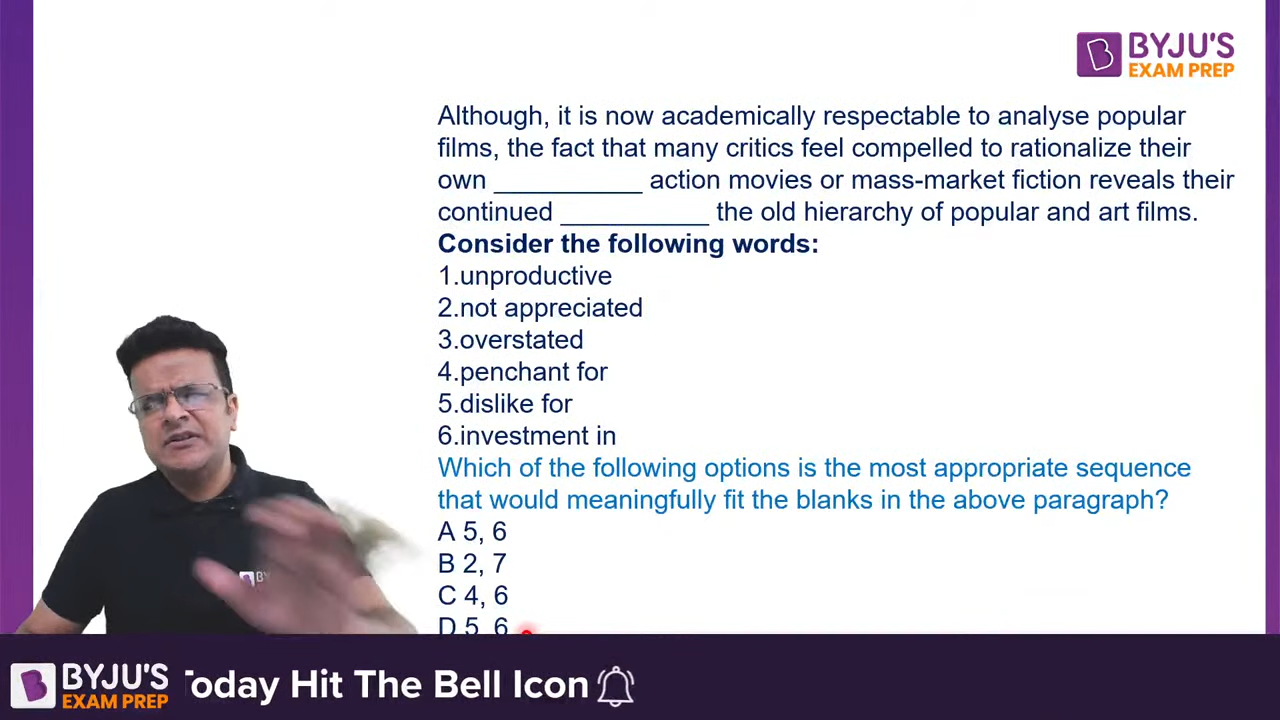 BYJU'S
EXAM PREP
Although, it is now academically respectable to analyse popular
films, the fact that many critics feel compelled to rationalize their
own __________ action movies or mass-market fiction reveals their
continued __________ the old hierarchy of popular and art films.
Consider the following words:
1.unproductive
2.not appreciated
3.overstated
4.penchant for
5.dislike for
6.investment in
Which of the following options is the most appropriate sequence
that would meaningfully fit the blanks in the above paragraph?
A 5, 6
B 2, 7
C 4, 6
D 5, 6
BY
BYJU'S
EXAM PREP
Today Hit The Bell Icon